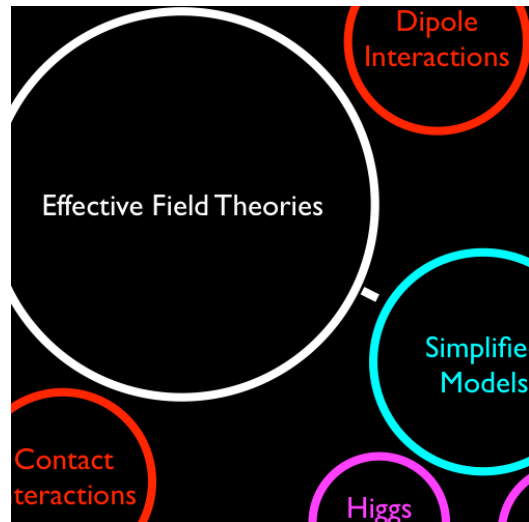 Dipole
Interactions
Effective Field Theories
Simplifie
Models
Contact
teractions
Higgs